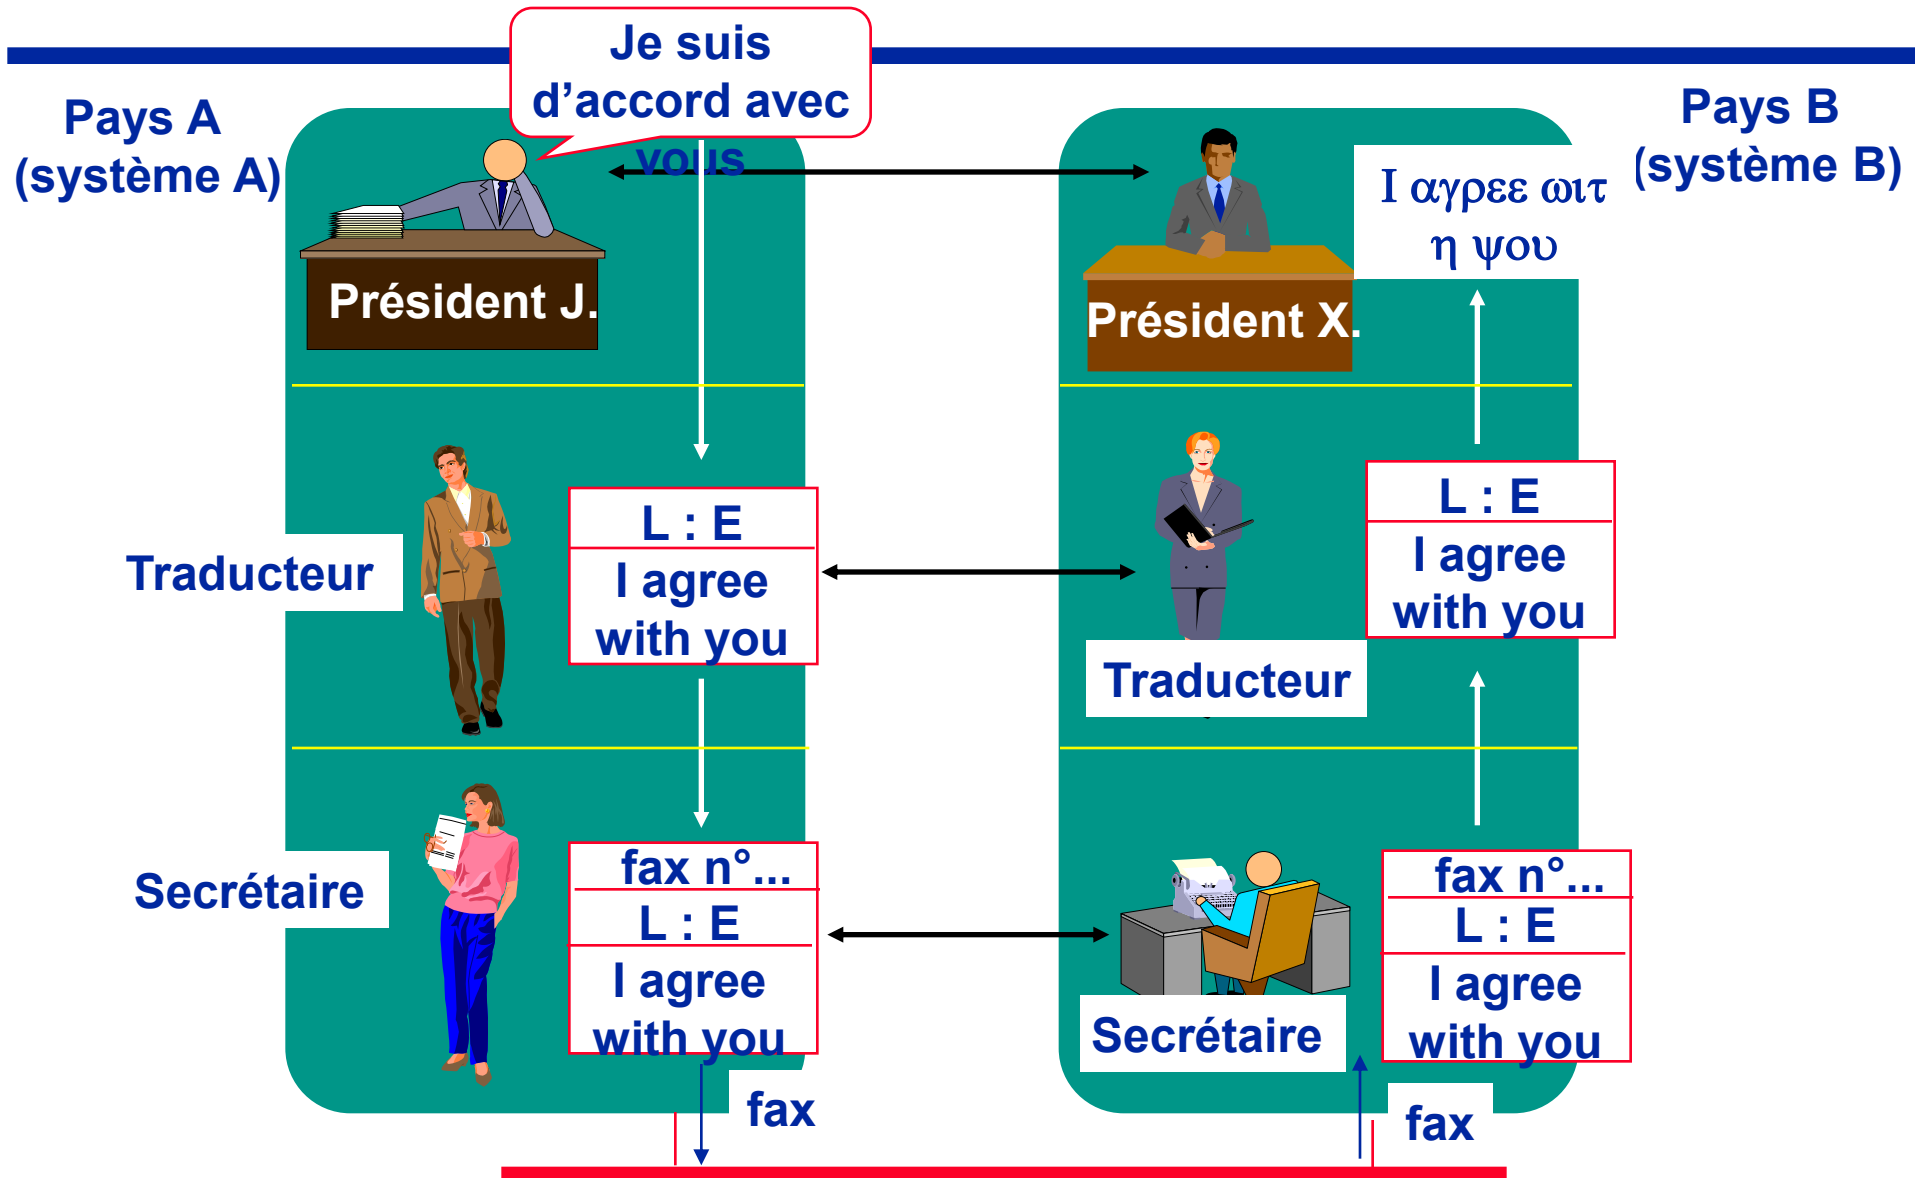 Je suis
d’accord avec
vous
Pays A
(système A)
Pays B
(système B)
Ι αγρεε ωιτ
η ψου
Président J.
Président X.
L : E
I agree
with you
L : E
I agree
with you
Traducteur
Traducteur
Secrétaire
fax n°...
L : E
I agree
with you
Secrétaire
fax n°...
L : E
I agree
with you
fax
fax